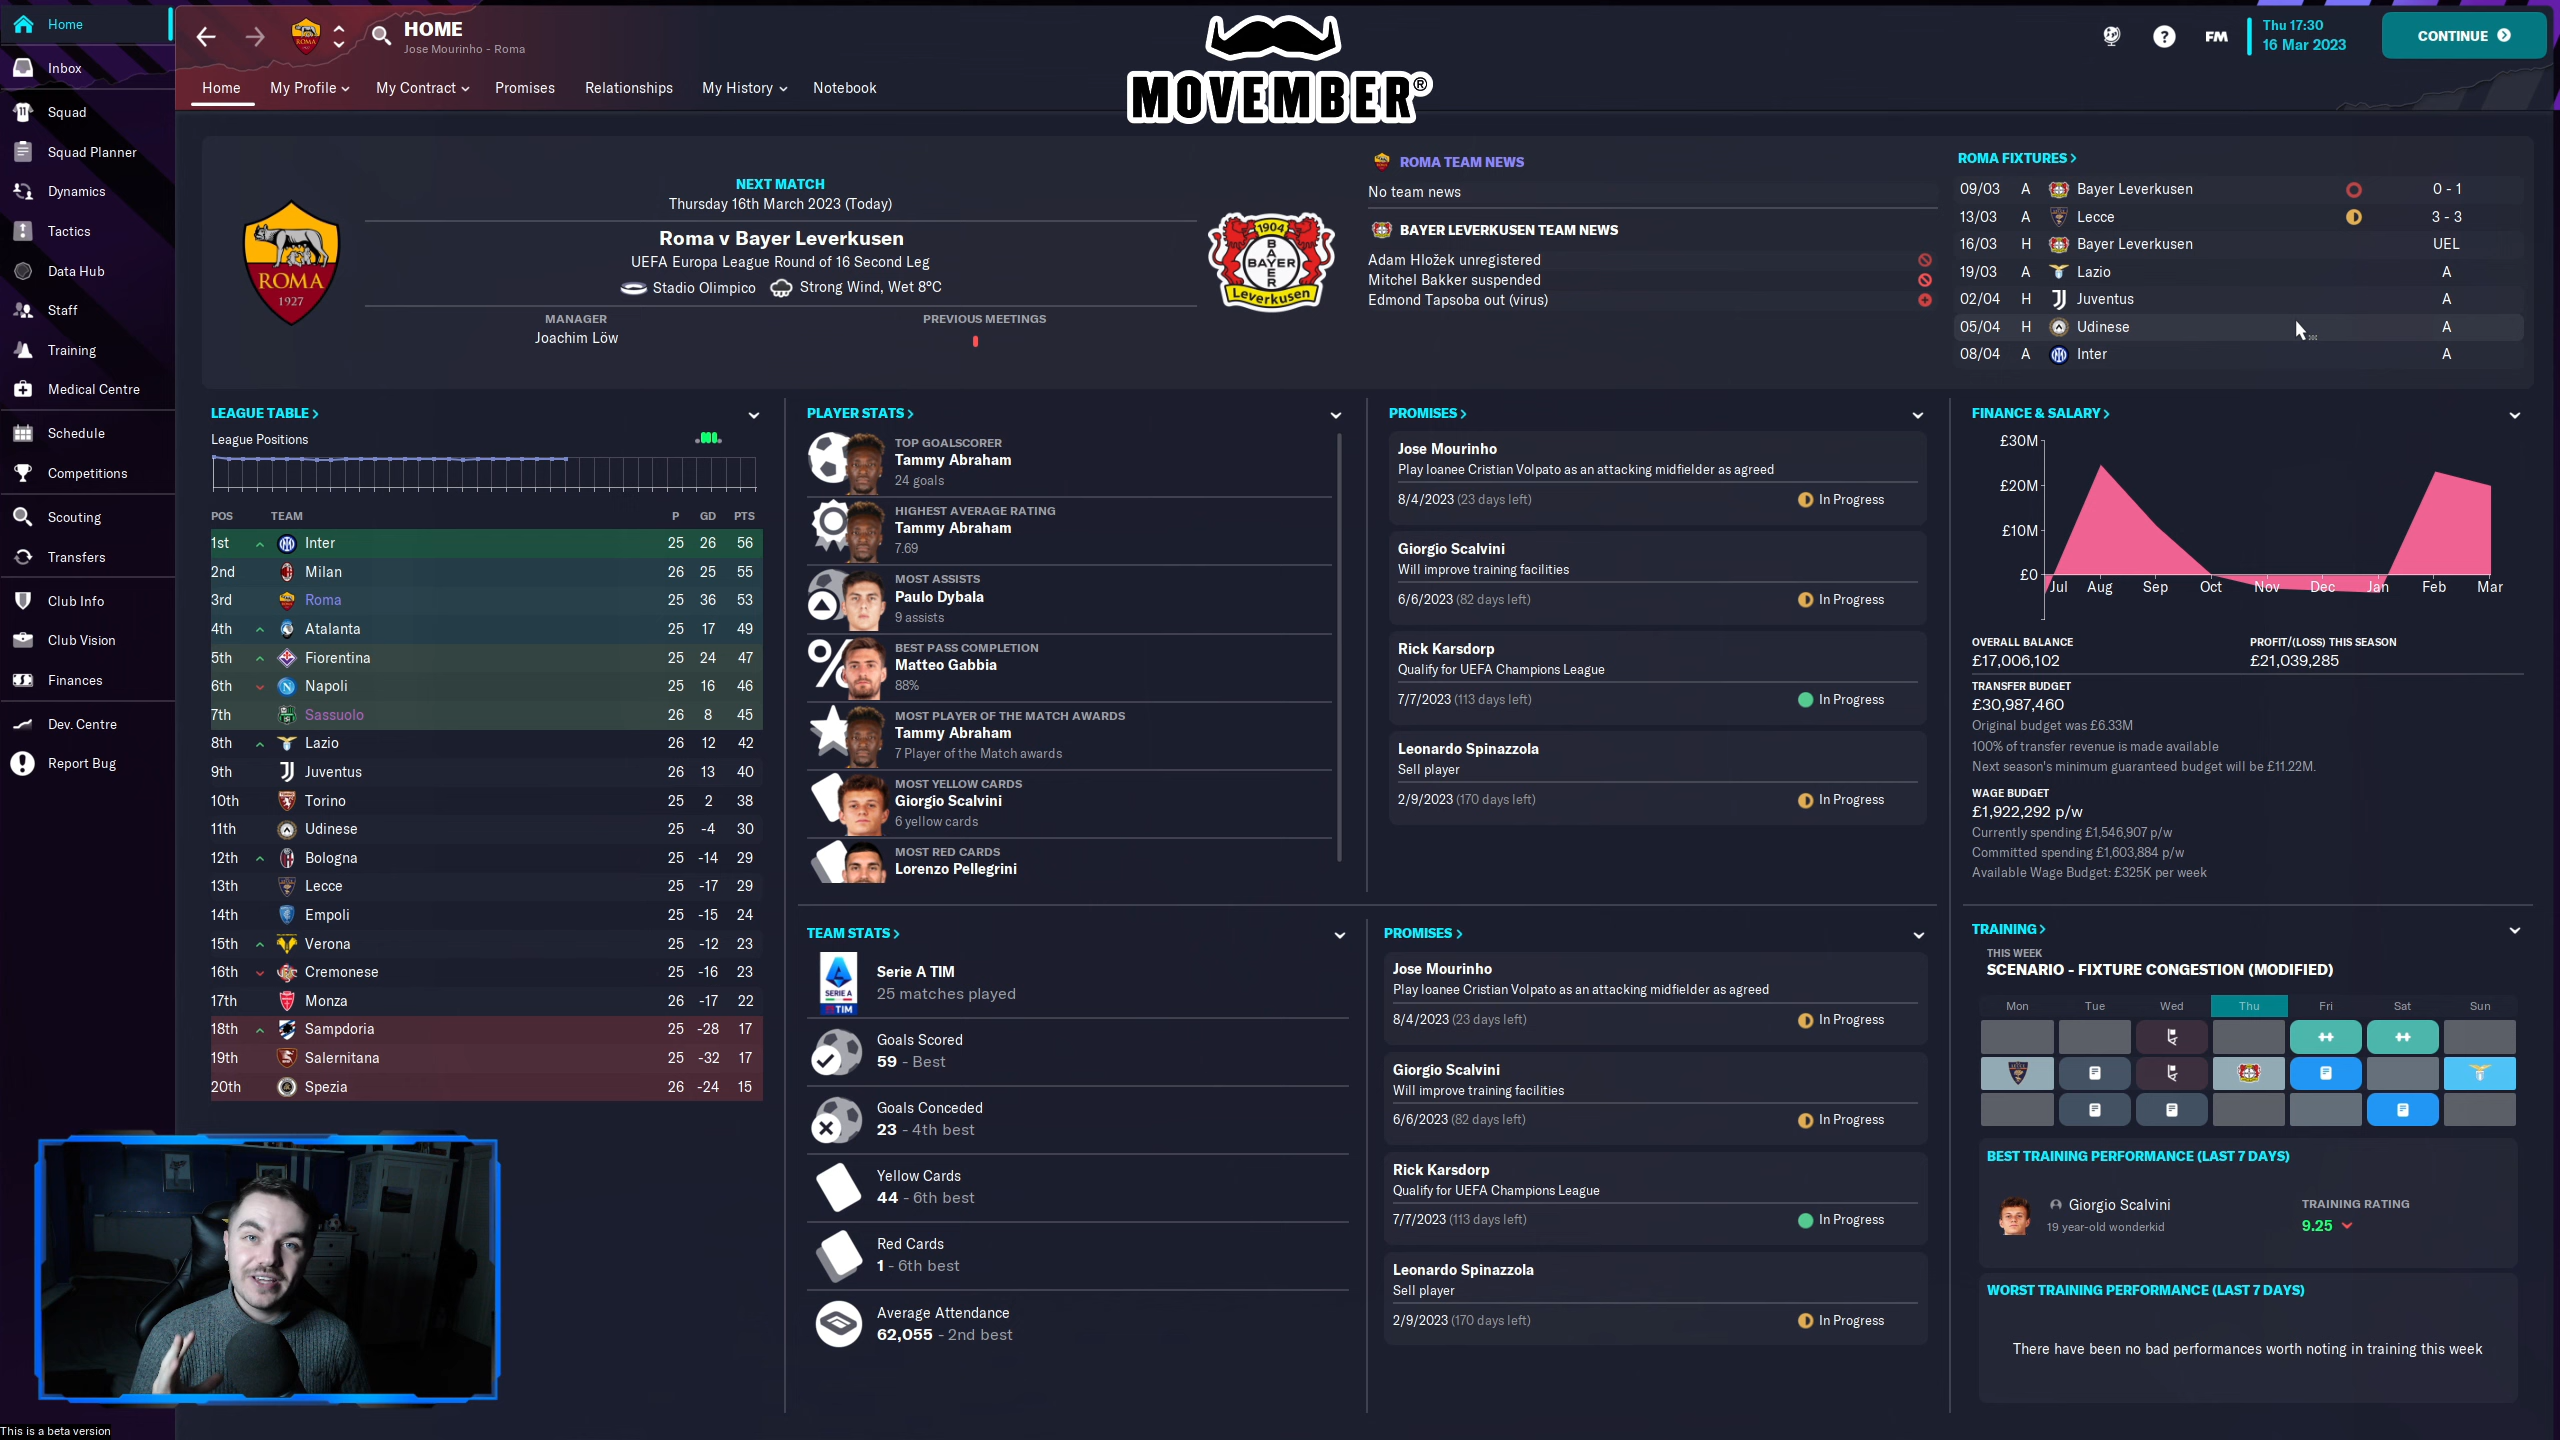 Home
Inbox
Squad
Squad Planner
Dynamics
Tactics
Data Hub
Staff
Training
Medical Centre
Schedule
Competitions
Scouting
Transfers
Club Info
Club Vision
Finances
Dev. Centre
Report Bug
HOME
Jose Mourinho - Roma
MOVEMBER®
FM
Thu 17:30
16 Mar 2023
CONTINUE
Home My Profile My Contract Promises Relationships My History Notebook
ROMA
1927
NEXT MATCH
Thursday 16th March 2023 (Today)
Roma v Bayer Leverkusen
UEFA Europa League Round of 16 Second Leg
Stadio Olimpico Strong Wind, Wet 8°C
MANAGER
Joachim Löw
PREVIOUS MEETINGS
1904
BAYER
BAYER
Leverkusen
ROMA TEAM NEWS
No team news
BAYER LEVERKUSEN TEAM NEWS
Adam Hložek unregistered
Mitchel Bakker suspended
Edmond Tapsoba out (virus)
ROMA FIXTURES
09/03 A Bayer Leverkusen 0 - 1
13/03 A Lecce 3 - 3
16/03 H Bayer Leverkusen UEL
19/03 A Lazio A
02/04 H Juventus A
05/04 H Udinese A
08/04 A Inter A
LEAGUE TABLE
League Positions
POS TEAM P GD PTS
1st Inter 25 26 56
2nd Milan 26 25 55
3rd Roma 25 36 53
4th Atalanta 25 17 49
5th Fiorentina 25 24 47
6th Napoli 25 16 46
7th Sassuolo 26 8 45
8th Lazio 26 12 42
9th Juventus 26 13 40
10th Torino 25 2 38
11th Udinese 25 -4 30
12th Bologna 25 -14 29
13th Lecce 25 -17 29
14th Empoli 25 -15 24
15th Verona 25 -12 23
16th Cremonese 25 -16 23
17th Monza 26 -17 22
18th Sampdoria 25 -28 17
19th Salernitana 25 -32 17
20th Spezia 26 -24 15
PLAYER STATS
TOP GOALSCORER
Tammy Abraham
24 goals
HIGHEST AVERAGE RATING
Tammy Abraham
7.69
MOST ASSISTS
Paulo Dybala
9 assists
BEST PASS COMPLETION
Matteo Gabbia
88%
MOST PLAYER OF THE MATCH AWARDS
Tammy Abraham
7 Player of the Match awards
MOST YELLOW CARDS
Giorgio Scalvini
6 yellow cards
MOST RED CARDS
Lorenzo Pellegrini
TEAM STATS
SERIE A
TIM
Serie A TIM
25 matches played
Goals Scored
59 - Best
Goals Conceded
23 - 4th best
Yellow Cards
44 - 6th best
Red Cards
1 - 6th best
Average Attendance
62,055 - 2nd best
PROMISES
Jose Mourinho
Play loanee Cristian Volpato as an attacking midfielder as agreed
8/4/2023 (23 days left) In Progress
Giorgio Scalvini
Will improve training facilities
6/6/2023 (82 days left) In Progress
Rick Karsdorp
Qualify for UEFA Champions League
7/7/2023 (113 days left) In Progress
Leonardo Spinazzola
Sell player
2/9/2023 (170 days left) In Progress
PROMISES
Jose Mourinho
Play loanee Cristian Volpato as an attacking midfielder as agreed
8/4/2023 (23 days left) In Progress
Giorgio Scalvini
Will improve training facilities
6/6/2023 (82 days left) In Progress
Rick Karsdorp
Qualify for UEFA Champions League
7/7/2023 (113 days left) In Progress
Leonardo Spinazzola
Sell player
2/9/2023 (170 days left) In Progress
FINANCE & SALARY
£30M
£20M
£10M
£0
Jul Aug Sep Oct Nov Dec Jan Feb Mar
OVERALL BALANCE
£17,006,102
PROFIT/(LOSS) THIS SEASON
£21,039,285
TRANSFER BUDGET
£30,987,460
Original budget was £6.33M
100% of transfer revenue is made available
Next season's minimum guaranteed budget will be £11.22M.
WAGE BUDGET
£1,922,292 p/w
Currently spending £1,546,907 p/w
Committed spending £1,603,884 p/w
Available Wage Budget: £325K per week
TRAINING
THIS WEEK
SCENARIO - FIXTURE CONGESTION (MODIFIED)
Mon Tue Wed Thu Fri Sat Sun
BEST TRAINING PERFORMANCE (LAST 7 DAYS)
Giorgio Scalvini
19 year-old wonderkid
TRAINING RATING
9.25
WORST TRAINING PERFORMANCE (LAST 7 DAYS)
There have been no bad performances worth noting in training this week
This is a beta version